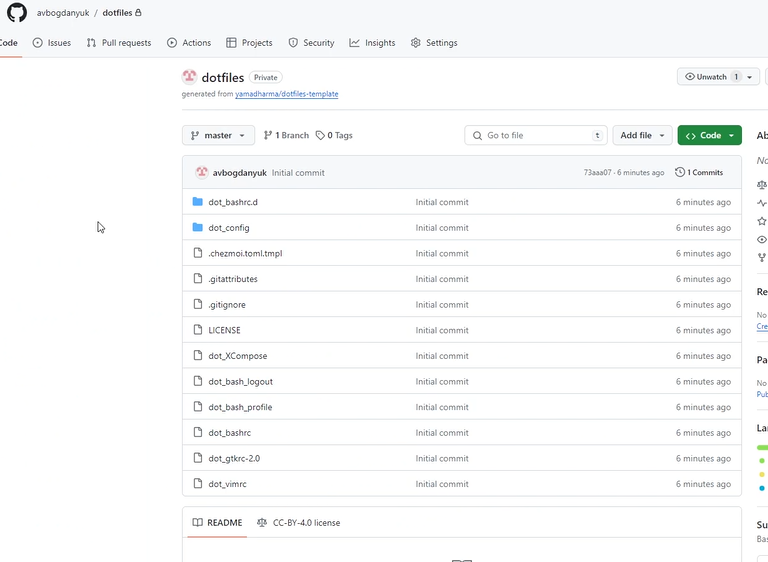 avbogdanyuk / dotfiles
Code Issues Pull requests Actions Projects Security Insights Settings
dotfiles Private
Unwatch 1
generated from yamadharma/dotfiles-template
master 1 Branch 0 Tags Go to file t Add file Code
avbogdanyuk Initial commit 73aaa07 · 6 minutes ago 1 Commits
dot_bashrc.d Initial commit 6 minutes ago
dot_config Initial commit 6 minutes ago
.chezmoi.toml.tmpl Initial commit 6 minutes ago
.gitattributes Initial commit 6 minutes ago
.gitignore Initial commit 6 minutes ago
LICENSE Initial commit 6 minutes ago
dot_XCompose Initial commit 6 minutes ago
dot_bash_logout Initial commit 6 minutes ago
dot_bash_profile Initial commit 6 minutes ago
dot_bashrc Initial commit 6 minutes ago
dot_gtkrc-2.0 Initial commit 6 minutes ago
dot_vimrc Initial commit 6 minutes ago
README CC-BY-4.0 license
Ab
No
Re
No
Cre
Pa
No
Pub
Lan
Su
Bas